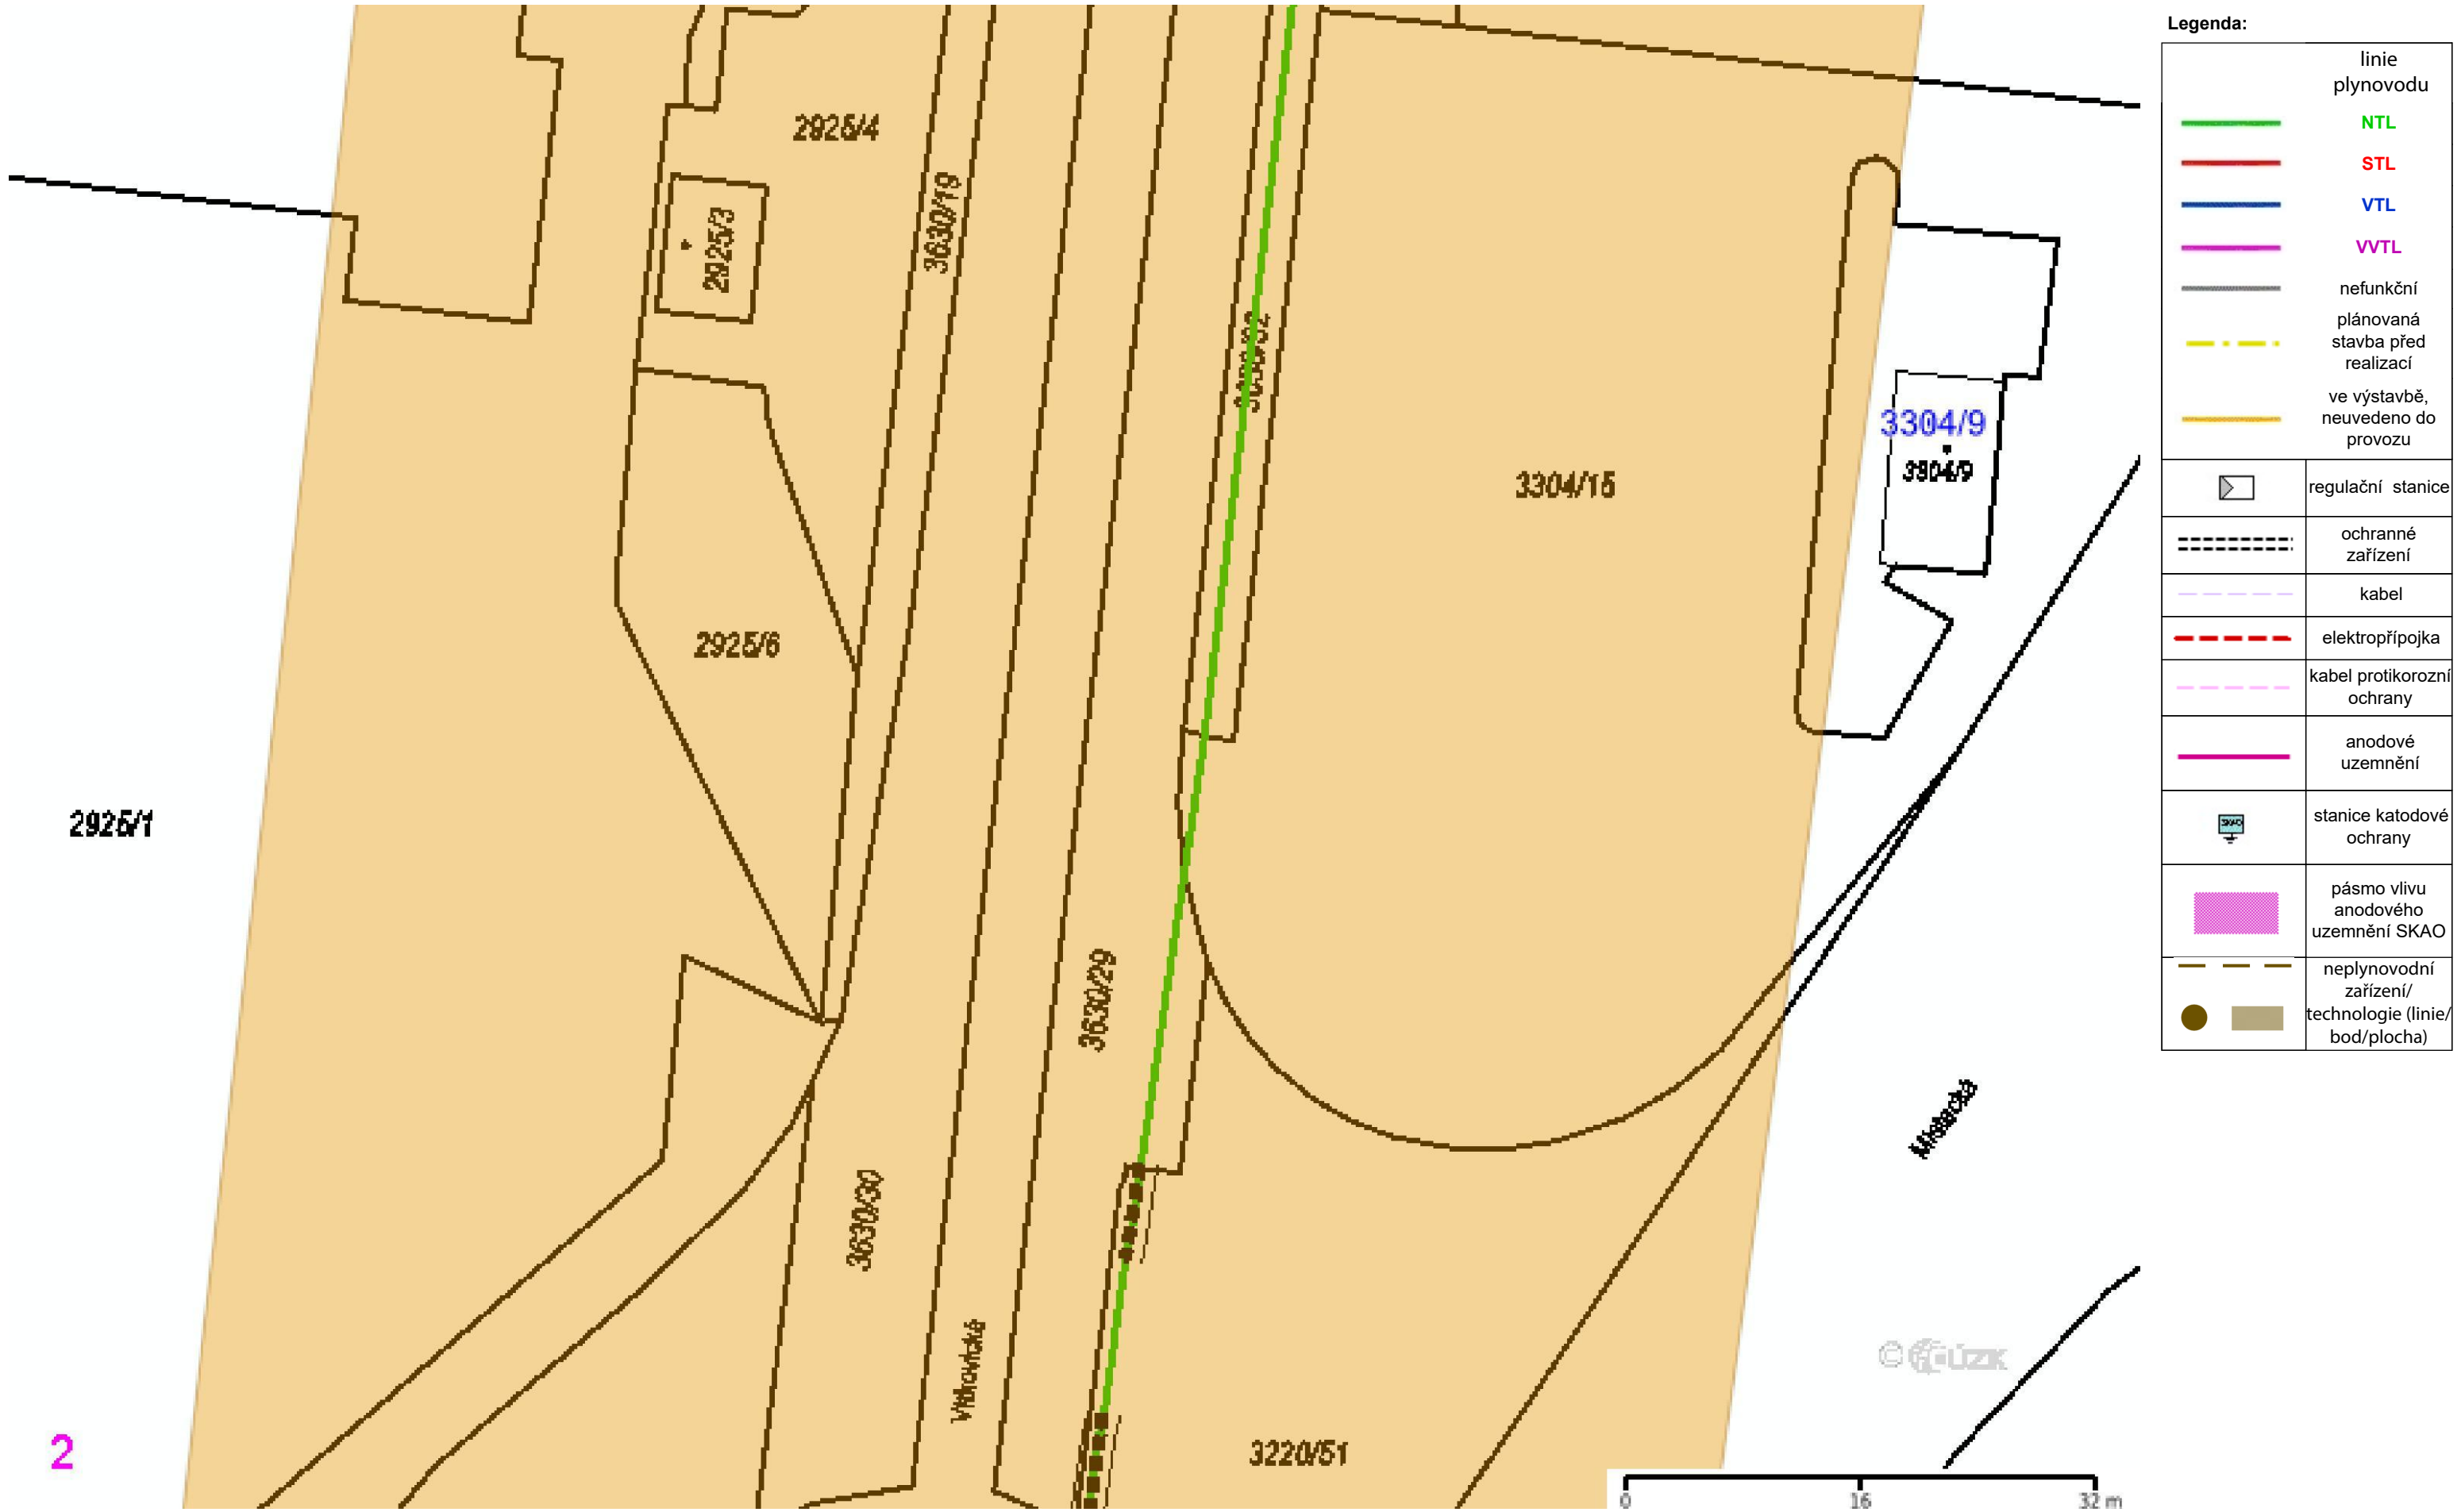 2925/4
3630/19
2925/3
2925/6
3304/15
3304/9
3304/9
2925/1
3630/29
3630/30
Vítkovická
Místecká
3220/51
2
0 16 32 m
Legenda:
linie
plynovodu
NTL
STL
VTL
VVTL
nefunkční
plánovaná
stavba před
realizací
ve výstavbě,
neuvedeno do
provozu
regulační stanice
ochranné
zařízení
kabel
elektropřípojka
kabel protikorozní
ochrany
anodové
uzemnění
SKAO
stanice katodové
ochrany
pásmo vlivu
anodového
uzemnění SKAO
neplynovodní
zařízení/
technologie (linie/
bod/plocha)